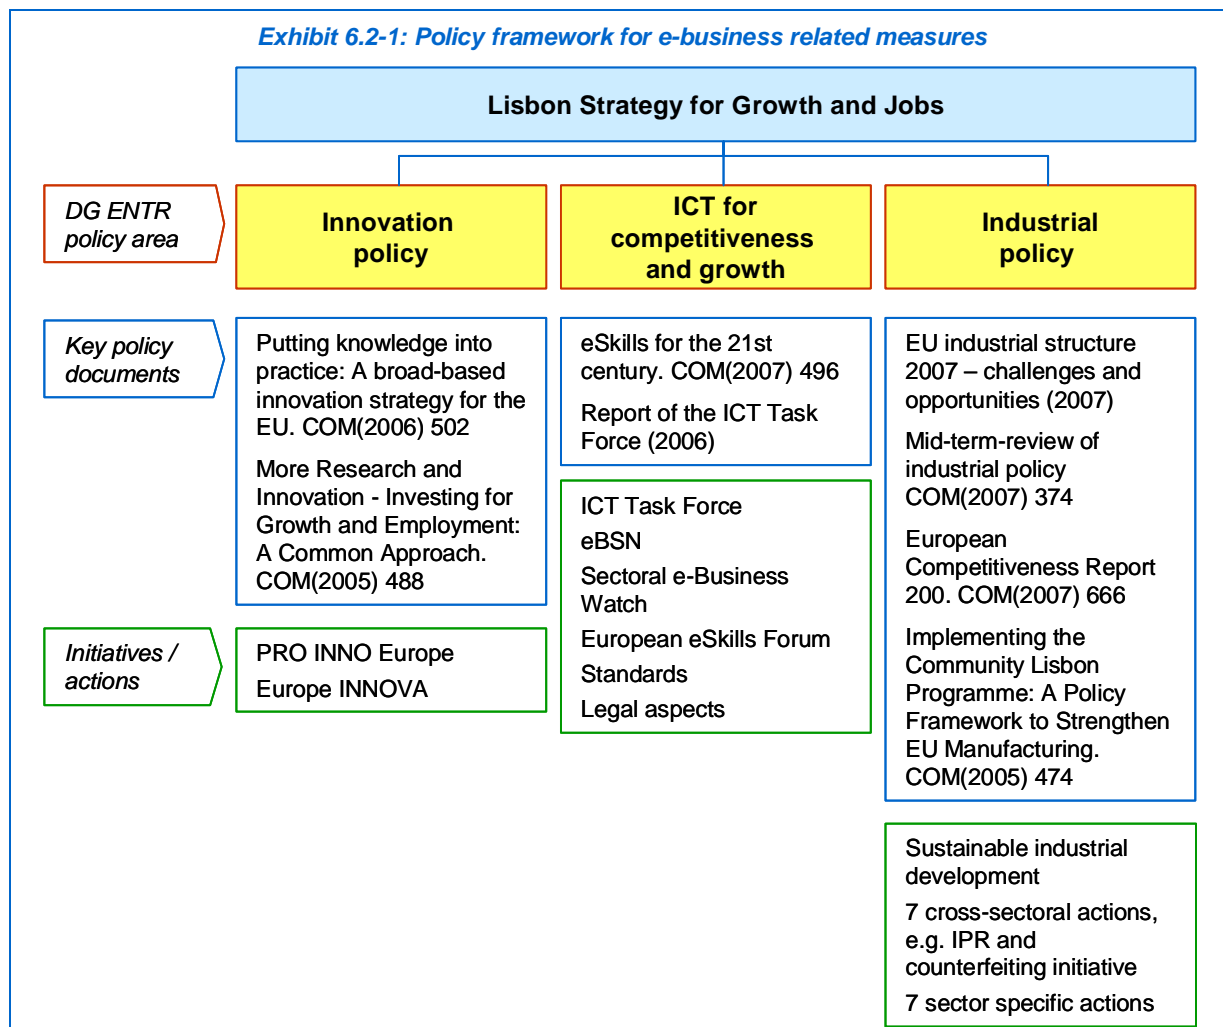 Exhibit 6.2-1: Policy framework for e-business related measures
Lisbon Strategy for Growth and Jobs
DG ENTR
policy area
Innovation
policy
ICT for
competitiveness
and growth
Industrial
policy
Key policy
documents
Putting knowledge into
practice: A broad-based
innovation strategy for the
EU. COM(2006) 502
More Research and
Innovation - Investing for
Growth and Employment:
A Common Approach.
COM(2005) 488
eSkills for the 21st
century. COM(2007) 496
Report of the ICT Task
Force (2006)
EU industrial structure
2007 – challenges and
opportunities (2007)
Mid-term-review of
industrial policy
COM(2007) 374
European
Competitiveness Report
200. COM(2007) 666
Implementing the
Community Lisbon
Programme: A Policy
Framework to Strengthen
EU Manufacturing.
COM(2005) 474
Initiatives /
actions
PRO INNO Europe
Europe INNOVA
ICT Task Force
eBSN
Sectoral e-Business
Watch
European eSkills Forum
Standards
Legal aspects
Sustainable industrial
development
7 cross-sectoral actions,
e.g. IPR and
counterfeiting initiative
7 sector specific actions